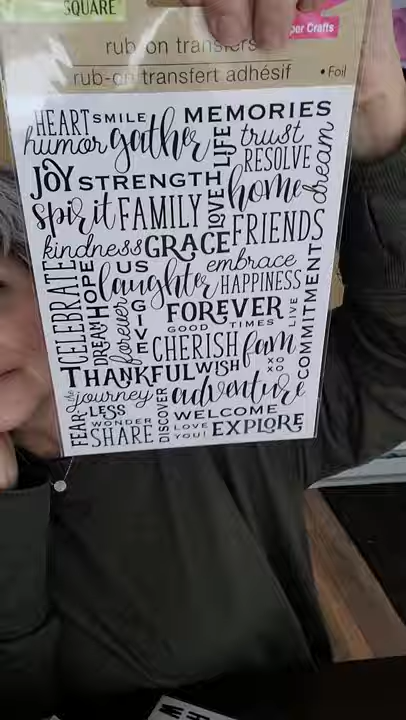 SQUARE
per Crafts
rub-on transfers
rub-on transfert adhésif • Foil
HEART SMILE MEMORIES
humor gather LIFE trust
RESOLVE dream
JOY STRENGTH home
spirit FAMILY LOVE FRIENDS
kindness GRACE
CELEBRATE HOPE US laughter embrace
HAPPINESS COMMITMENT
DREAM forever GIVE FOREVER LIVE
GOOD TIMES
CHERISH fam
THANKFUL WISH XO
XO
the journey adventure
FEAR-LESS DISCOVER WELCOME
WONDER LOVE
SHARE YOU! EXPLORE